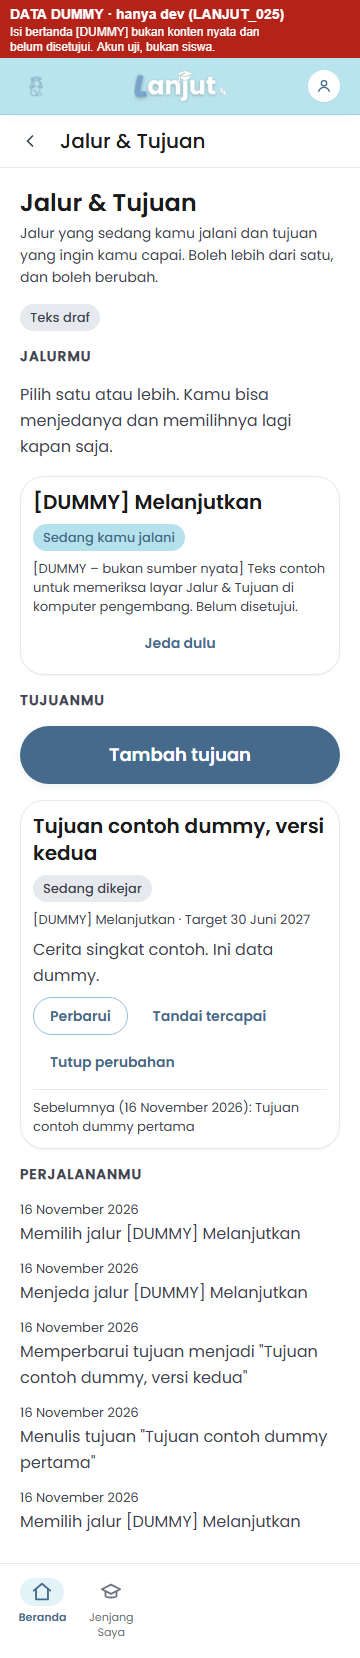 DATA DUMMY · hanya dev (LANJUT_025)
Isi bertanda [DUMMY] bukan konten nyata dan
belum disetujui. Akun uji, bukan siswa.
Lanjut
Jalur & Tujuan
Jalur & Tujuan
Jalur yang sedang kamu jalani dan tujuan
yang ingin kamu capai. Boleh lebih dari satu,
dan boleh berubah.
Teks draf
JALURMU
Pilih satu atau lebih. Kamu bisa
menjedanya dan memilihnya lagi
kapan saja.
[DUMMY] Melanjutkan
Sedang kamu jalani
[DUMMY – bukan sumber nyata] Teks contoh
untuk memeriksa layar Jalur & Tujuan di
komputer pengembang. Belum disetujui.
Jeda dulu
TUJUANMU
Tambah tujuan
Tujuan contoh dummy, versi
kedua
Sedang dikejar
[DUMMY] Melanjutkan · Target 30 Juni 2027
Cerita singkat contoh. Ini data
dummy.
Perbarui
Tandai tercapai
Tutup perubahan
Sebelumnya (16 November 2026): Tujuan
contoh dummy pertama
PERJALANANMU
16 November 2026
Memilih jalur [DUMMY] Melanjutkan
16 November 2026
Menjeda jalur [DUMMY] Melanjutkan
16 November 2026
Memperbarui tujuan menjadi "Tujuan
contoh dummy, versi kedua"
16 November 2026
Menulis tujuan "Tujuan contoh dummy
pertama"
16 November 2026
Memilih jalur [DUMMY] Melanjutkan
Beranda
Jenjang
Saya